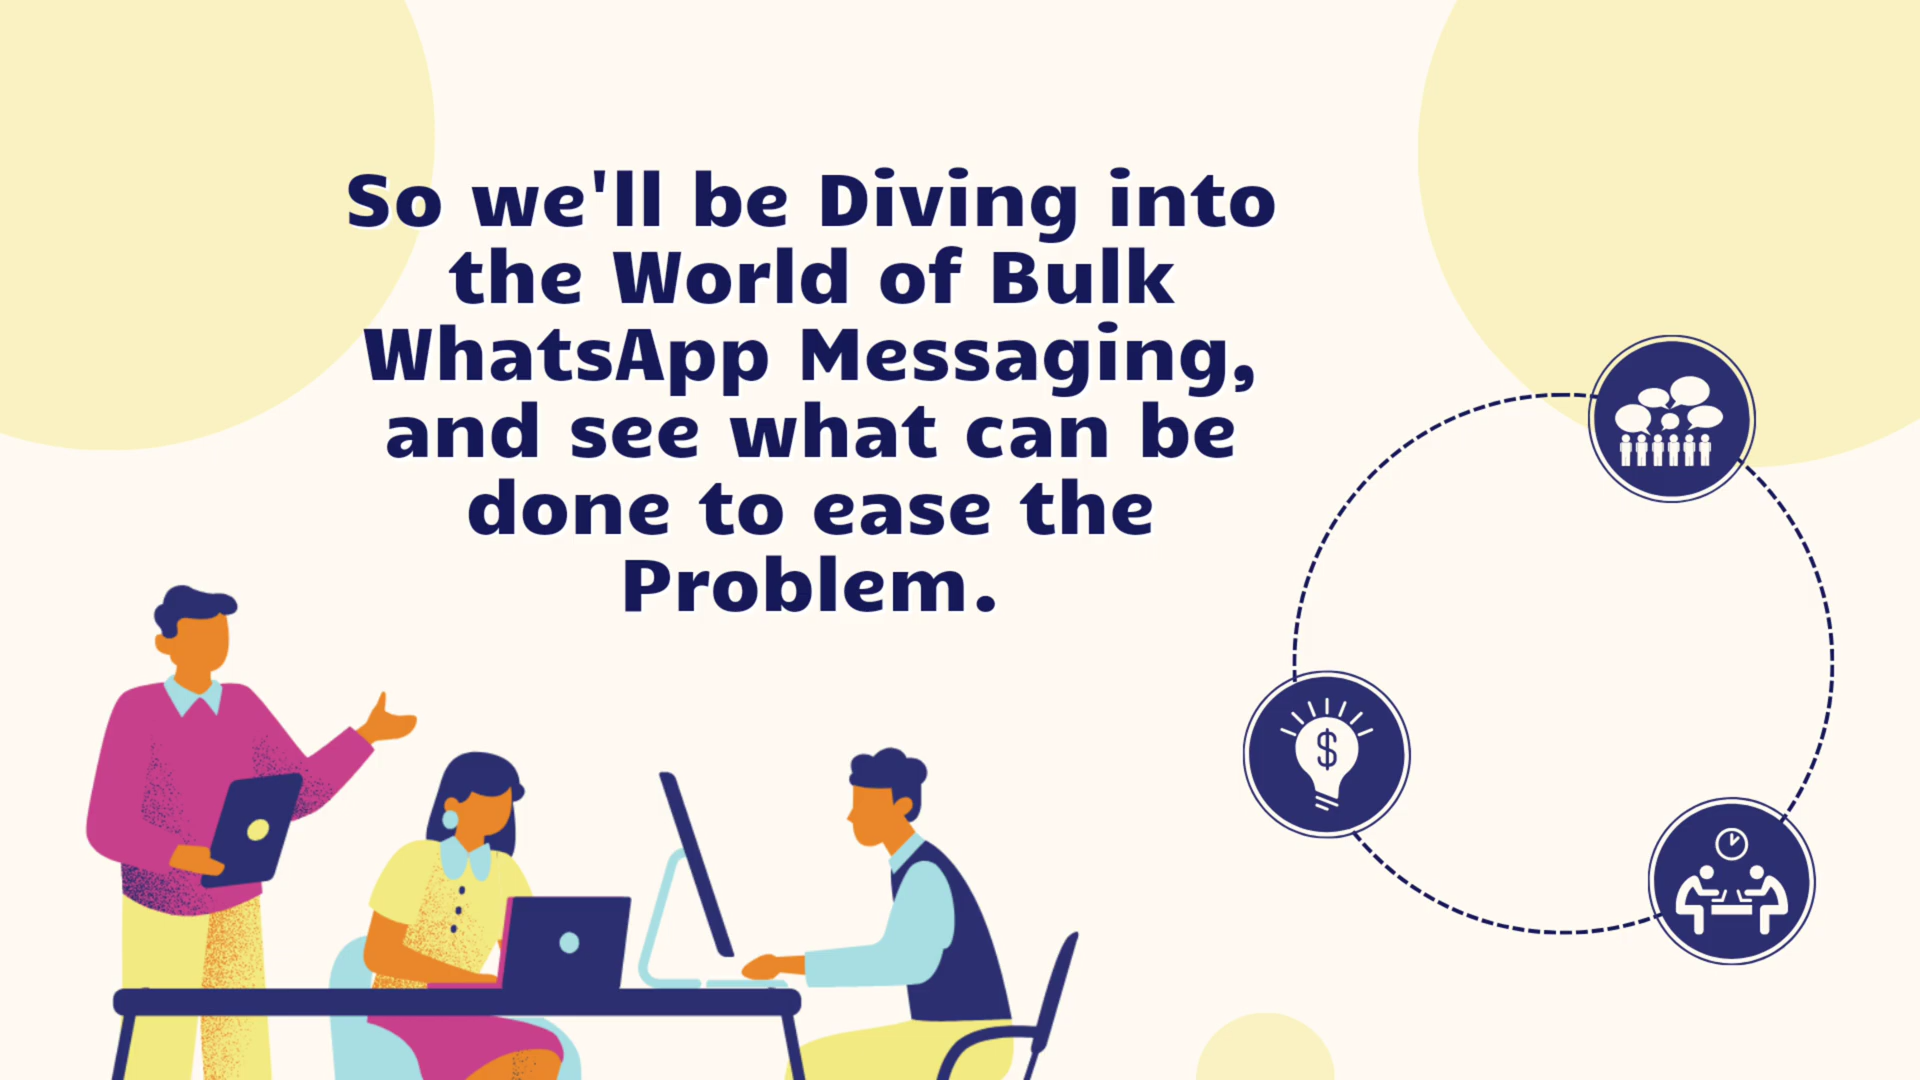 So we'll be Diving into
the World of Bulk
WhatsApp Messaging,
and see what can be
done to ease the
Problem.
$